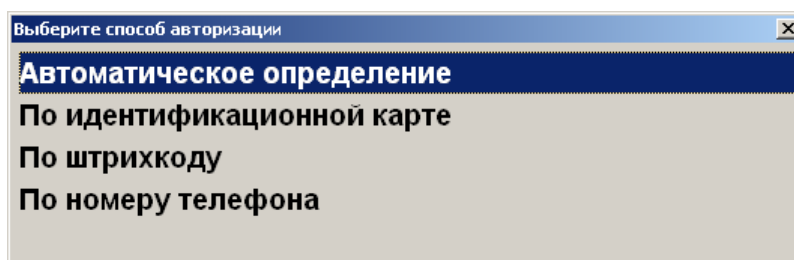 Выберите способ авторизации
Автоматическое определение
По идентификационной карте
По штрихкоду
По номеру телефона